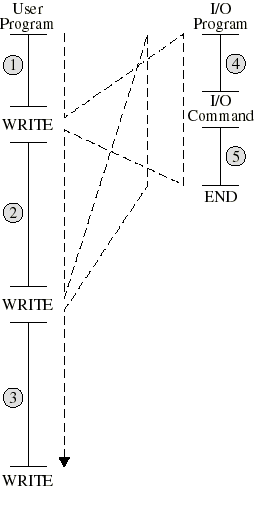 User
Program
1
WRITE
2
WRITE
3
WRITE
I/O
Program
4
I/O
Command
5
END